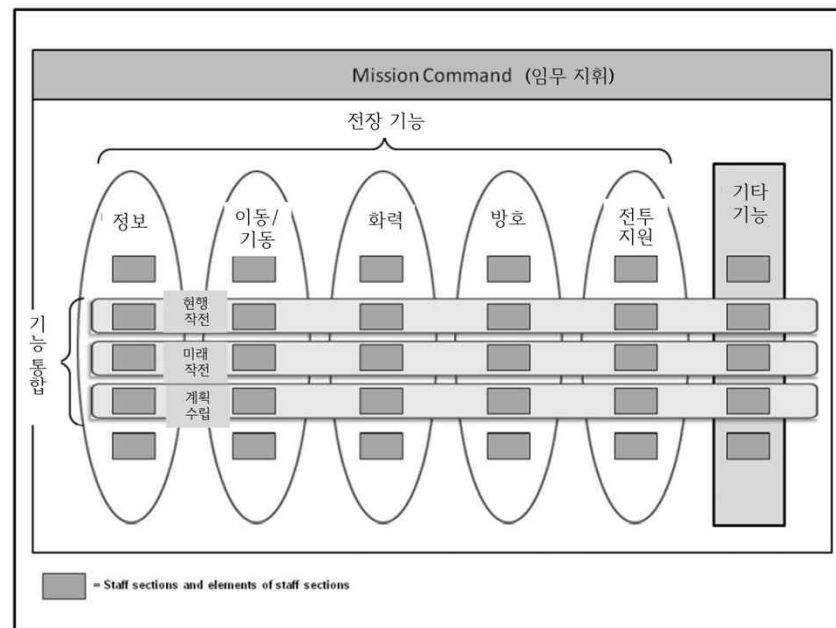 Mission Command (임무 지휘)
전장 기능
정보
이동/
기동
화력
방호
전투
지원
기타
기능
기능 통합
현행
작전
미래
작전
계획
수립
= Staff sections and elements of staff sections